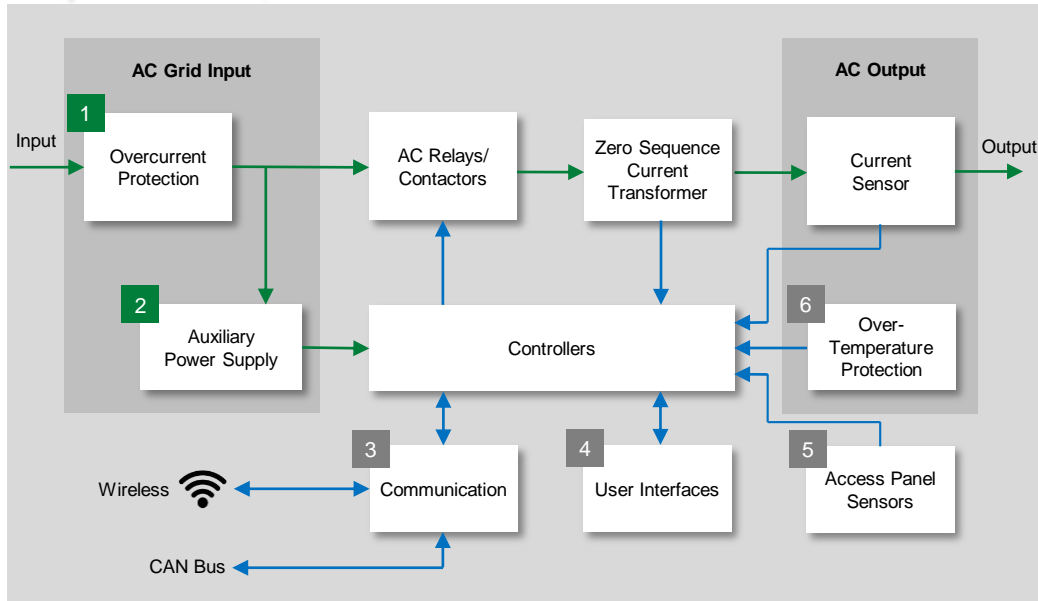 AC Grid Input
AC Output
1
Input
Overcurrent
Protection
AC Relays/
Contactors
Zero Sequence
Current
Transformer
Current
Sensor
Output
2
Auxiliary
Power Supply
Controllers
6
Over-
Temperature
Protection
3
Communication
4
User Interfaces
5
Access Panel
Sensors
Wireless
CAN Bus